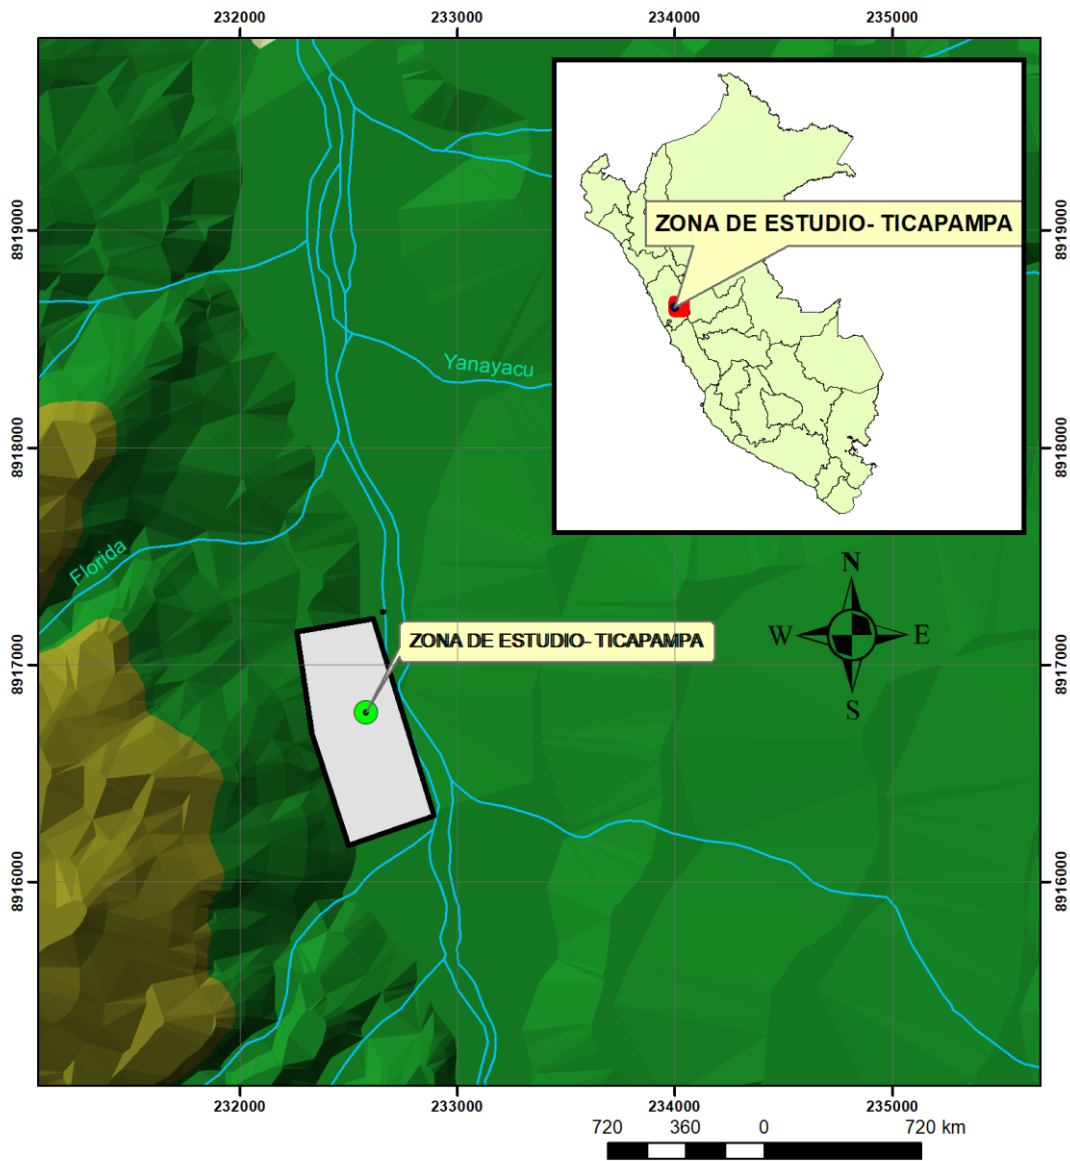 232000 233000 234000 235000
8919000 8919000
ZONA DE ESTUDIO- TICAPAMPA
Yanayacu
8918000 8918000
Florida
N
W E
S
ZONA DE ESTUDIO- TICAPAMPA
8917000 8917000
8916000 8916000
232000 233000 234000 235000
720 360 0 720 km